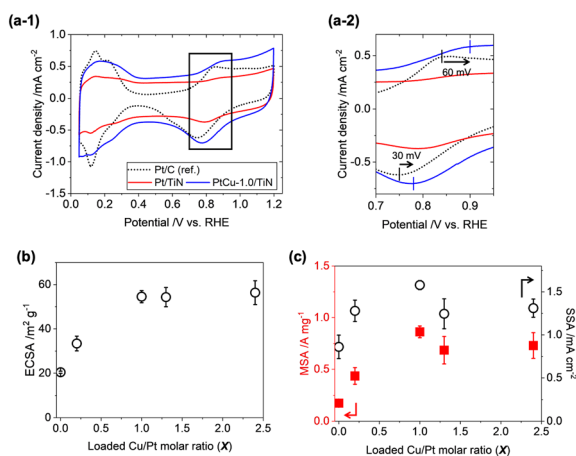 (a-1)
1.0
0.5
0.0
-0.5
-1.0
-1.5
Current density/mA cm⁻²
Pt/C (ref.)
Pt/TiN
PtCu-1.0/TiN
0.0 0.2 0.4 0.6 0.8 1.0 1.2
Potential /V vs. RHE
(a-2)
0.5
0.0
-0.5
Current density/mA cm⁻²
60 mV
30 mV
0.7 0.8 0.9
Potential /V vs. RHE
(b)
80
60
40
20
0
ECSA/m² g⁻¹
0.0 0.5 1.0 1.5 2.0 2.5
Loaded Cu/Pt molar ratio (X)
(c)
1.5
1.0
0.5
0.0
MSA/A mg⁻¹
1.5
1.0
0.5
0.0
SSA/mA cm⁻²
0.0 0.5 1.0 1.5 2.0 2.5
Loaded Cu/Pt molar ratio (X)